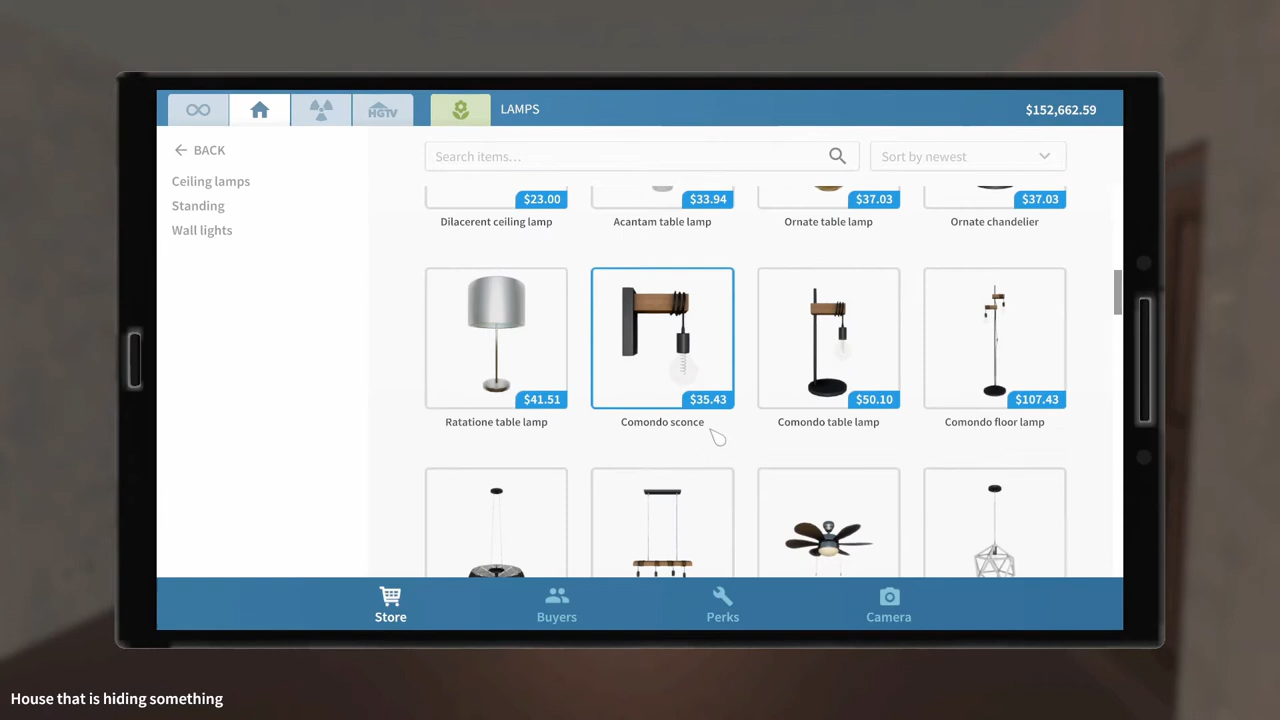 HGTV
LAMPS
$152,662.59
BACK
Search items...
Sort by newest
Ceiling lamps
Standing
Wall lights
$23.00
$33.94
$37.03
$37.03
Dilacerent ceiling lamp
Acantam table lamp
Ornate table lamp
Ornate chandelier
$41.51
$35.43
$50.10
$107.43
Ratatione table lamp
Comondo sconce
Comondo table lamp
Comondo floor lamp
Store
Buyers
Perks
Camera
House that is hiding something